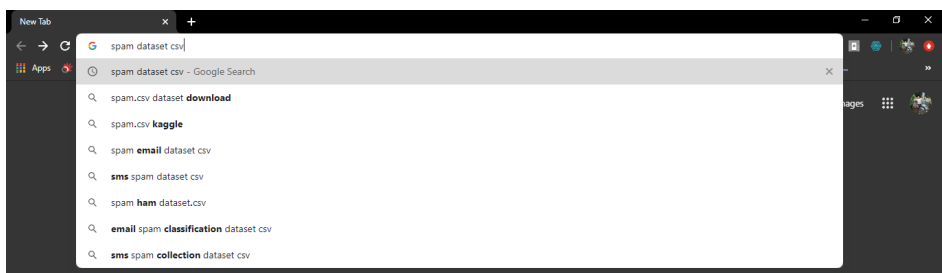 New Tab
spam dataset csv
Apps
spam dataset csv - Google Search
spam.csv dataset download
ages
spam.csv kaggle
spam email dataset csv
sms spam dataset csv
spam ham dataset.csv
email spam classification dataset csv
sms spam collection dataset csv